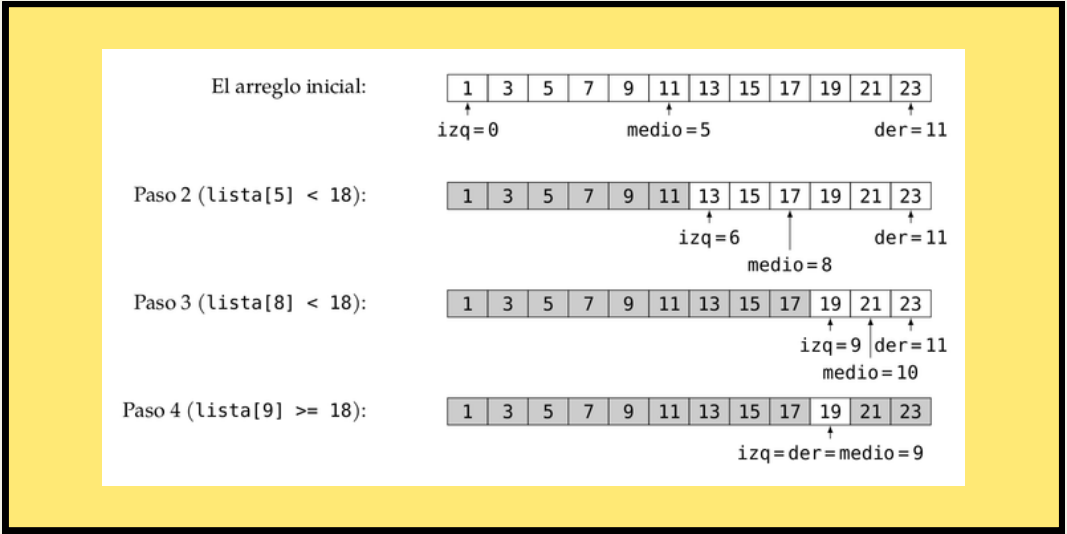 El arreglo inicial: 1 3 5 7 9 11 13 15 17 19 21 23
izq=0 medio=5 der=11
Paso 2 (lista[5] < 18): 1 3 5 7 9 11 13 15 17 19 21 23
izq=6 der=11
medio=8
Paso 3 (lista[8] < 18): 1 3 5 7 9 11 13 15 17 19 21 23
izq=9 der=11
medio=10
Paso 4 (lista[9] >= 18): 1 3 5 7 9 11 13 15 17 19 21 23
izq=der=medio=9